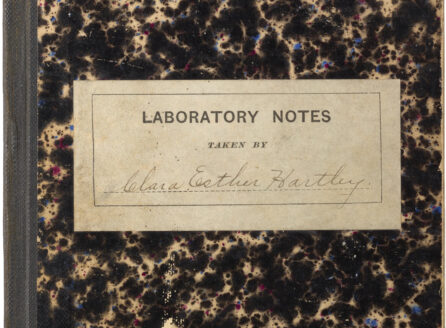 LABORATORY NOTES
TAKEN BY
Clara Esther Hartley.